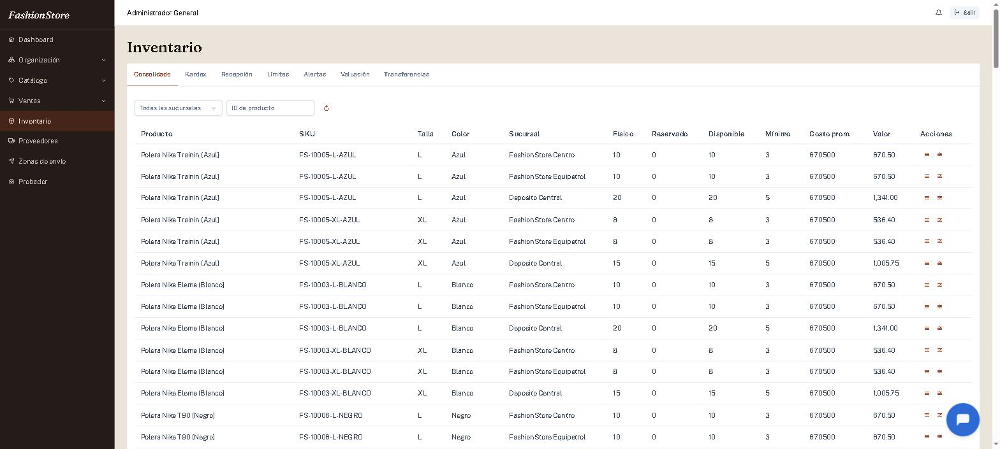 FashionStore
Administrador General
Salir
Dashboard
Organización
Catálogo
Ventas
Inventario
Proveedores
Zonas de envío
Probador
Inventario
Consolidado Kardex Recepción Límites Alertas Valuación Transferencias
Todas las sucursales ID de producto
Producto SKU Talla Color Sucursal Físico Reservado Disponible Mínimo Costo prom. Valor Acciones
Polera Nike Trainin (Azul) FS-10005-L-AZUL L Azul FashionStore Centro 10 0 10 3 67.0500 670.50
Polera Nike Trainin (Azul) FS-10005-L-AZUL L Azul FashionStore Equipetrol 10 0 10 3 67.0500 670.50
Polera Nike Trainin (Azul) FS-10005-L-AZUL L Azul Deposito Central 20 0 20 5 67.0500 1,341.00
Polera Nike Trainin (Azul) FS-10005-XL-AZUL XL Azul FashionStore Centro 8 0 8 3 67.0500 536.40
Polera Nike Trainin (Azul) FS-10005-XL-AZUL XL Azul FashionStore Equipetrol 8 0 8 3 67.0500 536.40
Polera Nike Trainin (Azul) FS-10005-XL-AZUL XL Azul Deposito Central 15 0 15 5 67.0500 1,005.75
Polera Nike Eleme (Blanco) FS-10003-L-BLANCO L Blanco FashionStore Centro 10 0 10 3 67.0500 670.50
Polera Nike Eleme (Blanco) FS-10003-L-BLANCO L Blanco FashionStore Equipetrol 10 0 10 3 67.0500 670.50
Polera Nike Eleme (Blanco) FS-10003-L-BLANCO L Blanco Deposito Central 20 0 20 5 67.0500 1,341.00
Polera Nike Eleme (Blanco) FS-10003-XL-BLANCO XL Blanco FashionStore Centro 8 0 8 3 67.0500 536.40
Polera Nike Eleme (Blanco) FS-10003-XL-BLANCO XL Blanco FashionStore Equipetrol 8 0 8 3 67.0500 536.40
Polera Nike Eleme (Blanco) FS-10003-XL-BLANCO XL Blanco Deposito Central 15 0 15 5 67.0500 1,005.75
Polera Nike T90 (Negro) FS-10006-L-NEGRO L Negro FashionStore Centro 10 0 10 3 67.0500 670.50
Polera Nike T90 (Negro) FS-10006-L-NEGRO L Negro FashionStore Equipetrol 10 0 10 3 67.0500 670.50